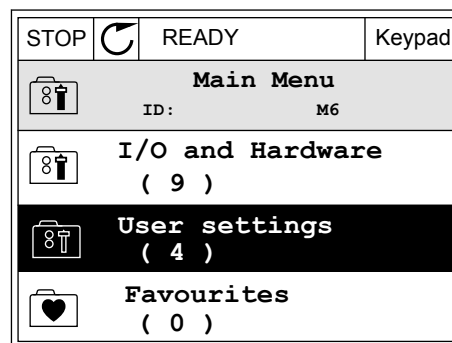 STOP READY Keypad
Main Menu
ID: M6
I/O and Hardware
( 9 )
User settings
( 4 )
Favourites
( 0 )